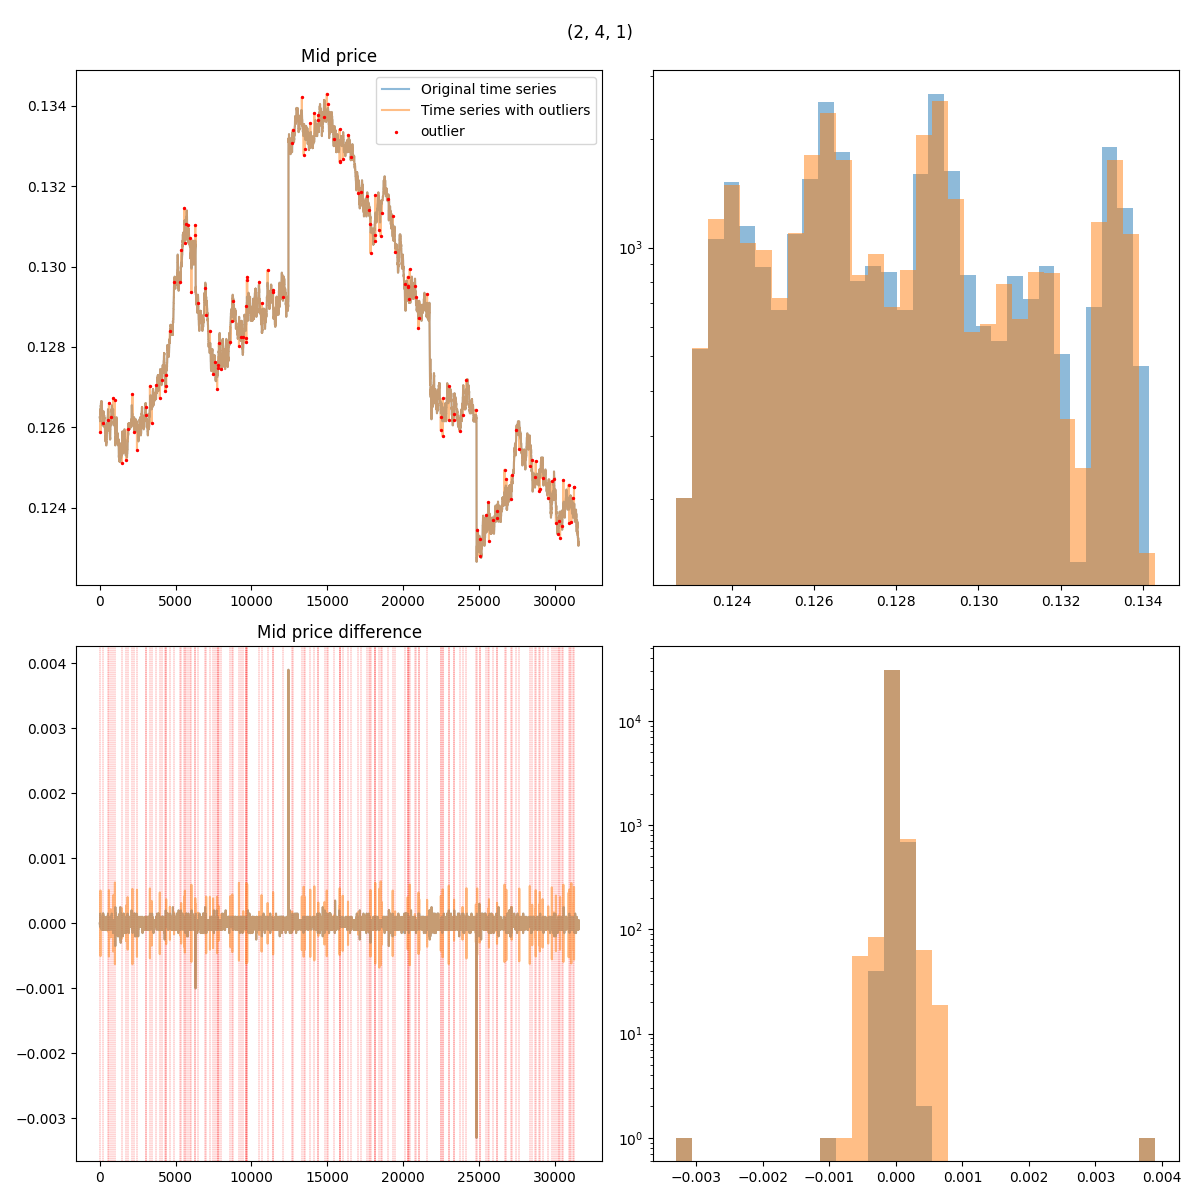 (2, 4, 1)
Mid price
Original time series
Time series with outliers
outlier
0.134
0.132
0.130
0.128
0.126
0.124
0 5000 10000 15000 20000 25000 30000
10³
0.124 0.126 0.128 0.130 0.132 0.134
Mid price difference
0.004
0.003
0.002
0.001
0.000
−0.001
−0.002
−0.003
0 5000 10000 15000 20000 25000 30000
10⁴
10³
10²
10¹
10⁰
−0.003 −0.002 −0.001 0.000 0.001 0.002 0.003 0.004